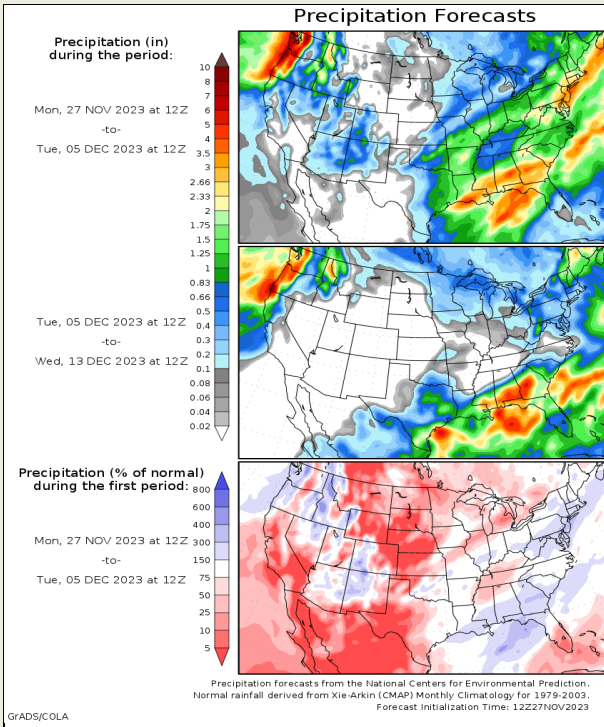 Precipitation Forecasts
Precipitation (in)
during the period:
Mon, 27 NOV 2023 at 12Z
-to-
Tue, 05 DEC 2023 at 12Z
10
8
7
6
5
4
3.5
3
2.66
2.33
2
1.75
1.5
1.25
1
0.83
0.66
0.5
0.4
0.3
0.2
0.1
0.08
0.06
0.04
0.02
Tue, 05 DEC 2023 at 12Z
-to-
Wed, 13 DEC 2023 at 12Z
Precipitation (% of normal)
during the first period:
Mon, 27 NOV 2023 at 12Z
-to-
Tue, 05 DEC 2023 at 12Z
800
600
400
300
150
75
50
25
10
5
Precipitation forecasts from the National Centers for Environmental Prediction.
Normal rainfall derived from Xie-Arkin (CMAP) Monthly Climatology for 1979-2003.
Forecast Initialization Time: 12Z27NOV2023
GrADS/COLA